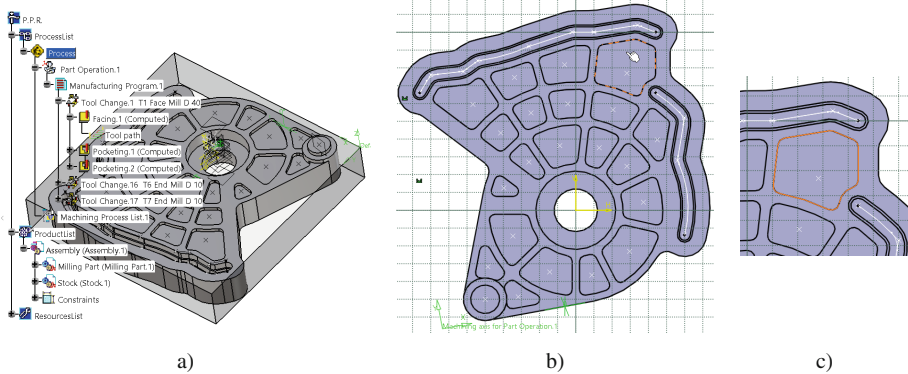 P.P.R.
ProcessList
Process
Part Operation.1
Manufacturing Program.1
Tool Change.1 T1 Face Mill D 40
Facing.1 (Computed)
Tool path
Pocketing.1 (Computed)
Pocketing.2 (Computed)
Tool Change.16 T6 End Mill D 10
Tool Change.17 T7 End Mill D 10
Machining Process List.1
ProductList
Assembly (Assembly.1)
Milling Part (Milling Part.1)
Stock (Stock.1)
Constraints
ResourcesList
Machining axis for Part Operation.1
a)
b)
c)